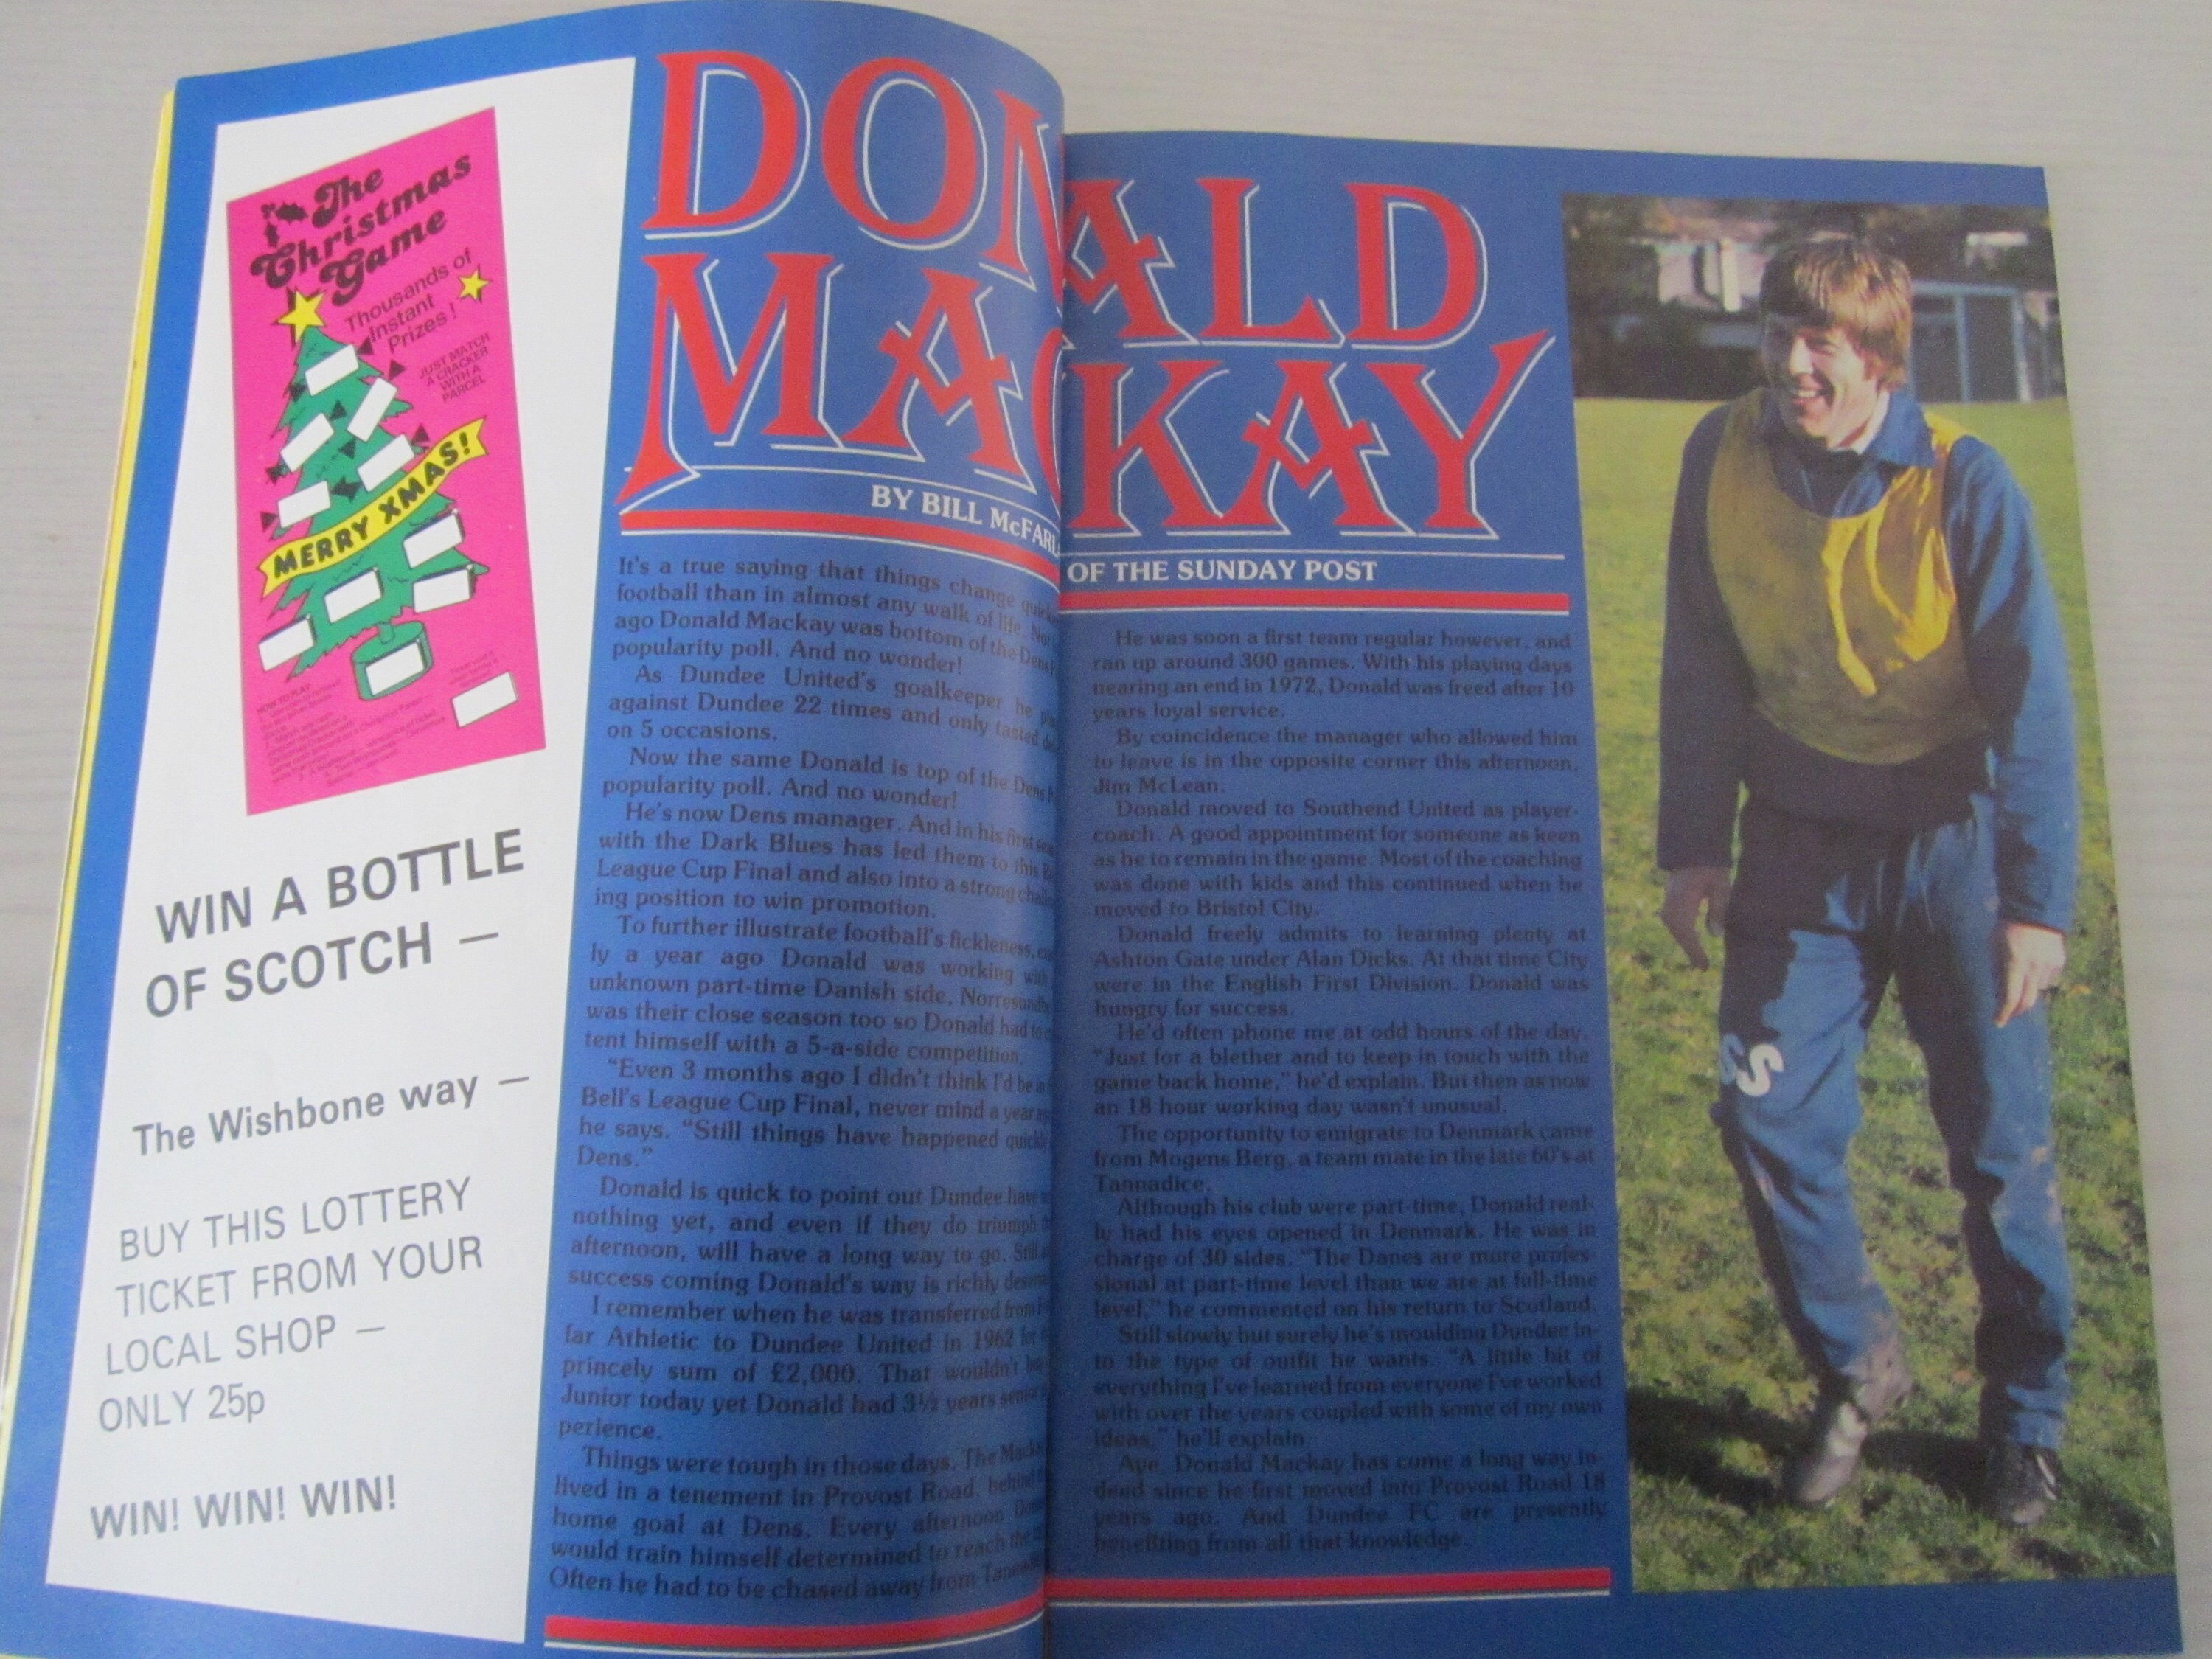 The
Christmas
Game
Thousands of
Instant
Prizes!
JUST MATCH
A CRACKER
WITH A
PARCEL
MERRY XMAS!
HOW TO PLAY
WIN A BOTTLE
OF SCOTCH —
The Wishbone way —
BUY THIS LOTTERY
TICKET FROM YOUR
LOCAL SHOP —
ONLY 25p
WIN! WIN! WIN!
DONALD
MACKAY
BY BILL McFARL OF THE SUNDAY POST
It's a true saying that things change
football than in almost any walk of life.
ago Donald Mackay was bottom of the Dens
popularity poll. And no wonder!
As Dundee United's goalkeeper he
against Dundee 22 times and only tasted
on 5 occasions.
Now the same Donald is top of the Dens
popularity poll. And no wonder!
He's now Dens manager. And in his first
with the Dark Blues has led them to this
League Cup Final and also into a strong
ing position to win promotion.
To further illustrate football's fickleness,
ly a year ago Donald was working with
unknown part-time Danish side,
was their close season too so Donald had to
tent himself with a 5-a-side competition.
"Even 3 months ago I didn't think I'd be
Bell's League Cup Final, never mind a year
he says. "Still things have happened
Dens."
Donald is quick to point out Dundee have
nothing yet, and even if they do triumph
afternoon, will have a long way to go. Still
success coming Donald's way is richly
I remember when he was transferred from
far Athletic to Dundee United in 1962 for
princely sum of £2,000. That wouldn't
Junior today yet Donald had 3½ years
perience.
Things were tough in those days. The
lived in a tenement in Provost Road, behind
home goal at Dens. Every afternoon
would train himself determined to reach the
Often he had to be chased away from
He was soon a first team regular however, and
ran up around 300 games. With his playing days
nearing an end in 1972, Donald was freed after 10
years loyal service.
By coincidence the manager who allowed him
to leave is in the opposite corner this afternoon,
Jim McLean.
Donald moved to Southend United as player-
coach. A good appointment for someone as keen
as he to remain in the game. Most of the coaching
was done with kids and this continued when he
moved to Bristol City.
Donald freely admits to learning plenty at
Ashton Gate under Alan Dicks. At that time City
were in the English First Division. Donald was
hungry for success.
He'd often phone me at odd hours of the day.
"Just for a blether and to keep in touch with the
game back home," he'd explain. But then as now
an 18 hour working day wasn't unusual.
The opportunity to emigrate to Denmark came
from Mogens Berg, a team mate in the late 60's at
Tannadice.
Although his club were part-time, Donald real-
ly had his eyes opened in Denmark. He was in
charge of 30 sides. "The Danes are more profes-
sional at part-time level than we are at full-time
level," he commented on his return to Scotland.
Still slowly but surely he's moulding Dundee in-
to the type of outfit he wants. "A little bit of
everything I've learned from everyone I've worked
with over the years coupled with some of my own
ideas," he'll explain.
Aye, Donald Mackay has come a long way in-
deed since he first moved into Provost Road 18
years ago. And Dundee FC are presently
benefiting from all that knowledge.